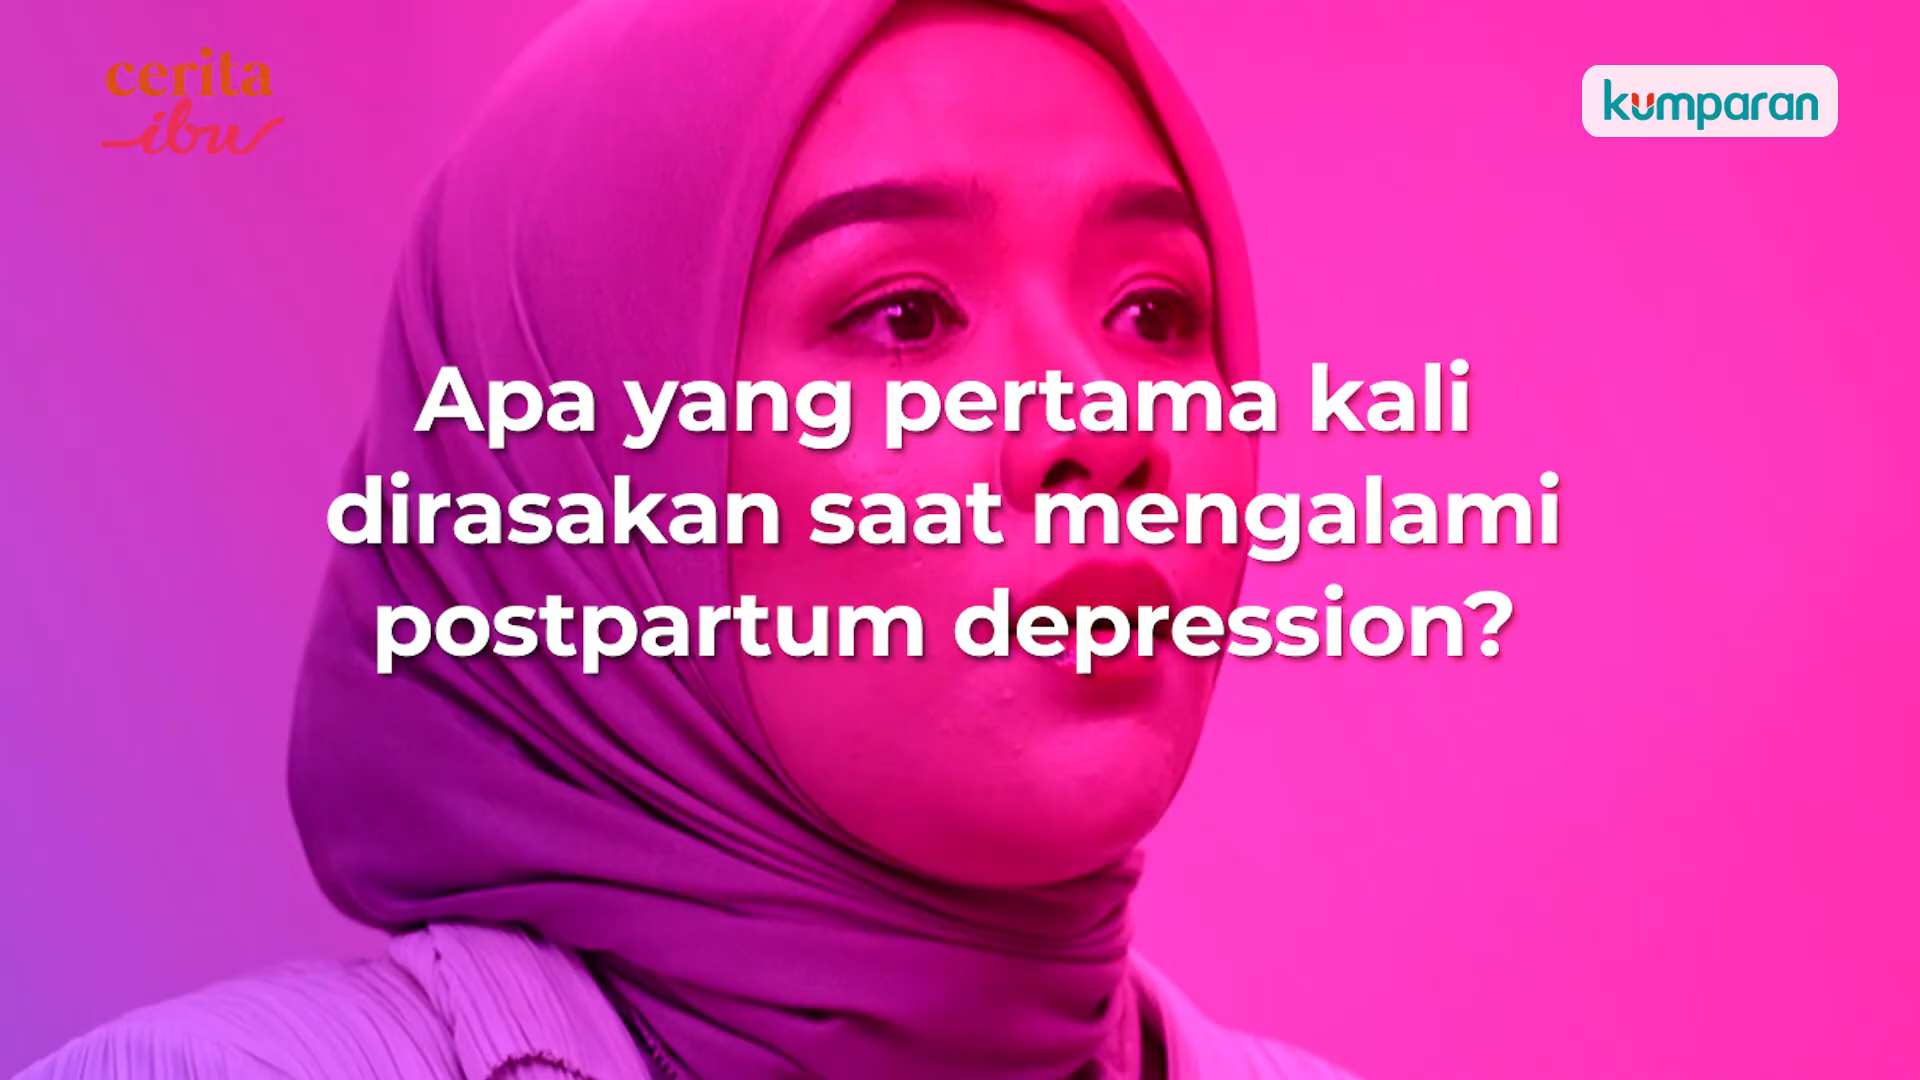 cerita
ibu
kumparan
Apa yang pertama kali
dirasakan saat mengalami
postpartum depression?